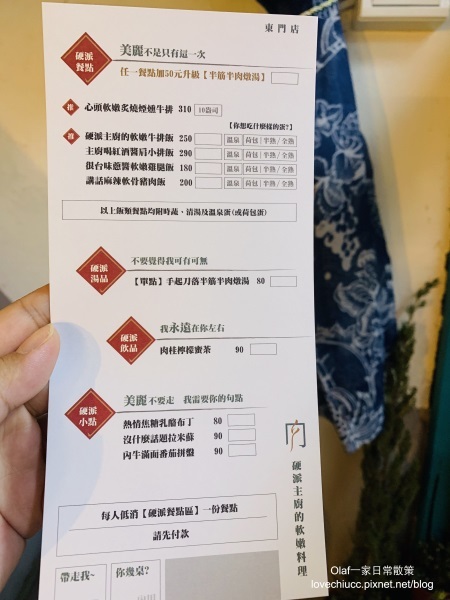 東門店
硬派
餐點
美麗不是只有這一次
任一餐點加50元升級【半筋半肉燉湯】
推 心頭軟嫩炙燒煙燻牛排 310 10盎司
【你想吃什麼樣的蛋?】
推 硬派主廚的軟嫩牛排飯 250 溫泉 荷包 半熟/全熟
主廚喝紅酒醬肩小排飯 290 溫泉 荷包 半熟/全熟
很台味蔥醬軟嫩雞腿飯 180 溫泉 荷包 半熟/全熟
講話麻辣軟骨豬肉飯 200 溫泉 荷包 半熟/全熟
以上飯類餐點均附時蔬、清湯及溫泉蛋(或荷包蛋)
硬派
湯品
不要覺得我可有可無
【單點】手起刀落半筋半肉燉湯 80
硬派
飲品
我永遠在你左右
肉桂檸檬蜜茶 90
硬派
小點
美麗不要走 我需要你的句點
熱情焦糖乳酪布丁 80
沒什麼話題拉米蘇 90
內牛滿面番茄拼盤 90
每人低消【硬派餐點區】一份餐點
請先付款
硬派主廚的軟嫩料理
帶走我~
你幾桌?
Olaf一家日常散策
lovechiucc.pixnet.net/blog